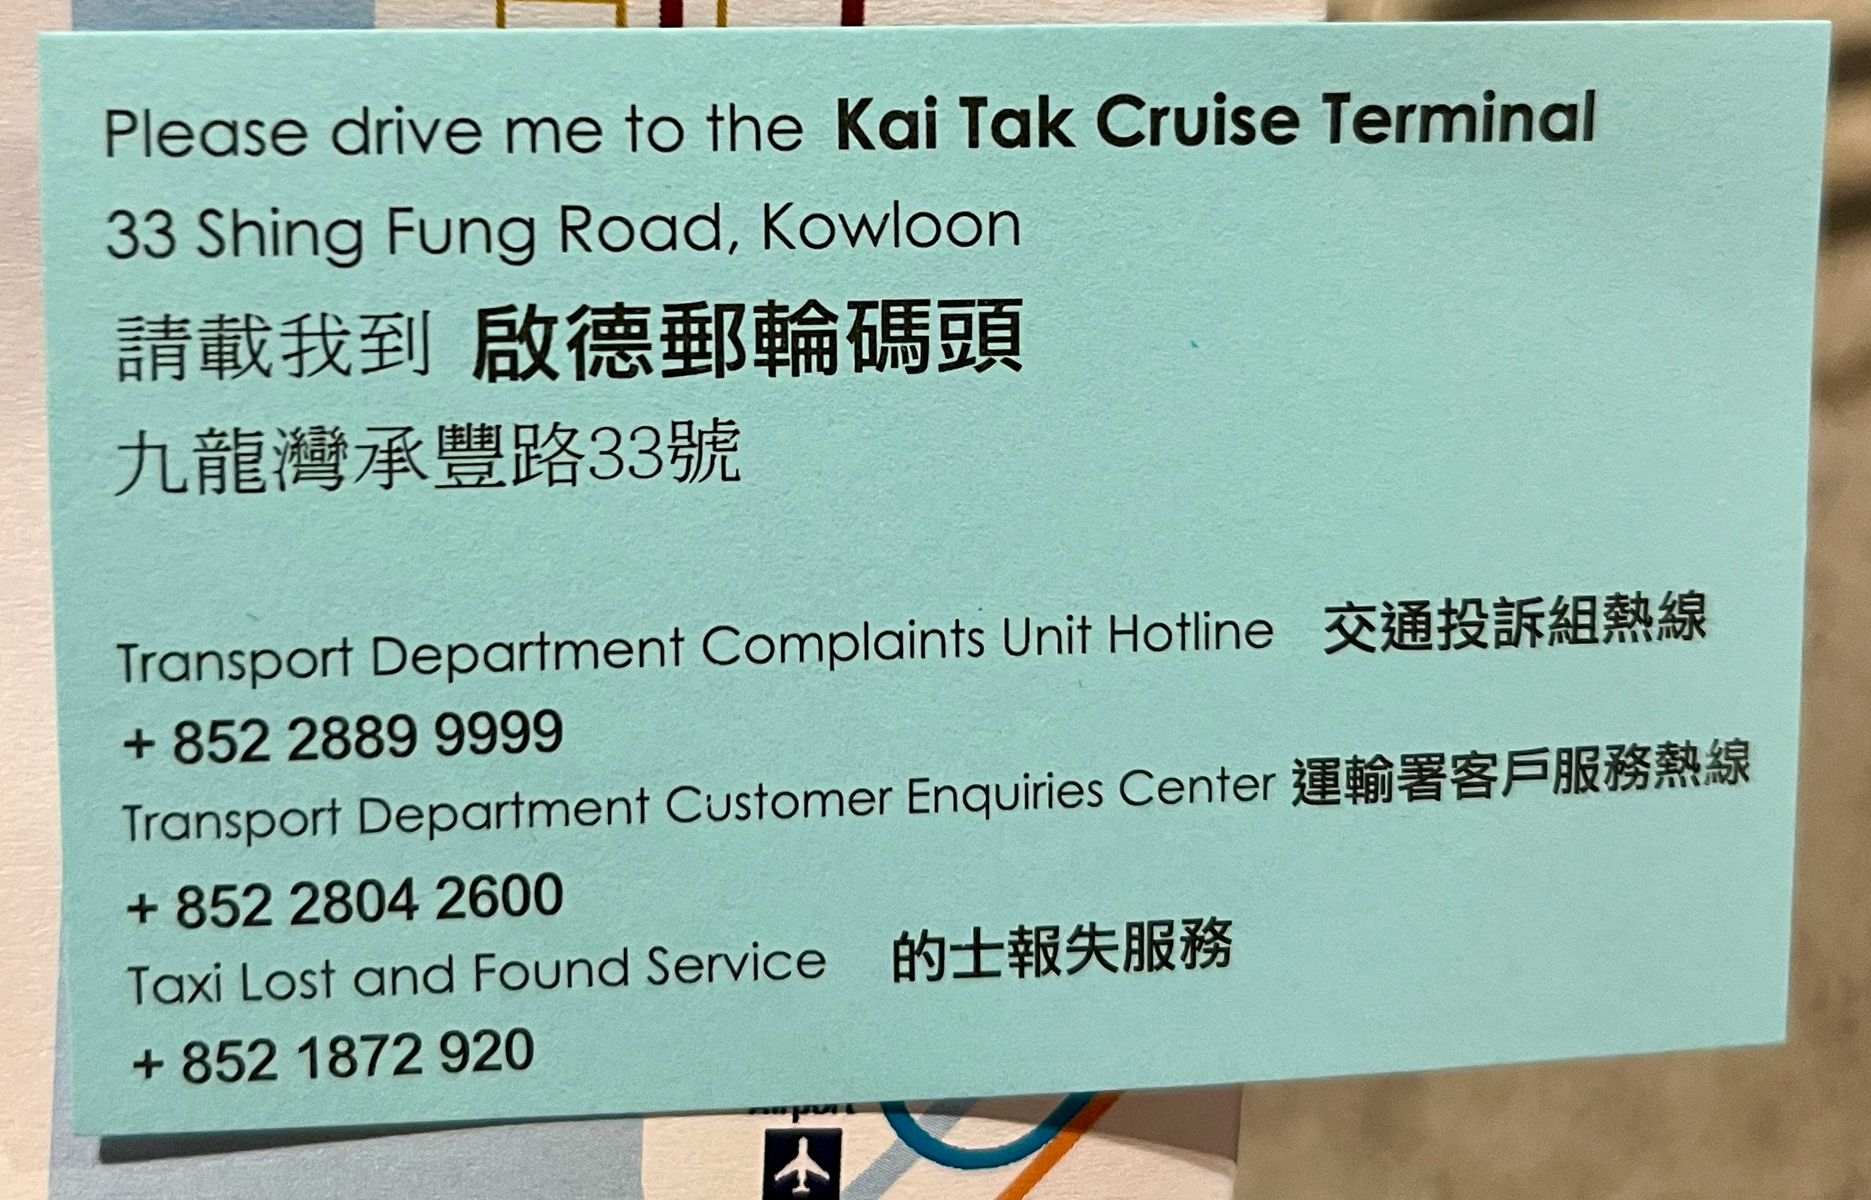 Please drive me to the Kai Tak Cruise Terminal
33 Shing Fung Road, Kowloon
請載我到 啟德郵輪碼頭
九龍灣承豐路33號
Transport Department Complaints Unit Hotline 交通投訴組熱線
+ 852 2889 9999
Transport Department Customer Enquiries Center 運輸署客戶服務熱線
+ 852 2804 2600
Taxi Lost and Found Service 的士報失服務
+ 852 1872 920
Airport